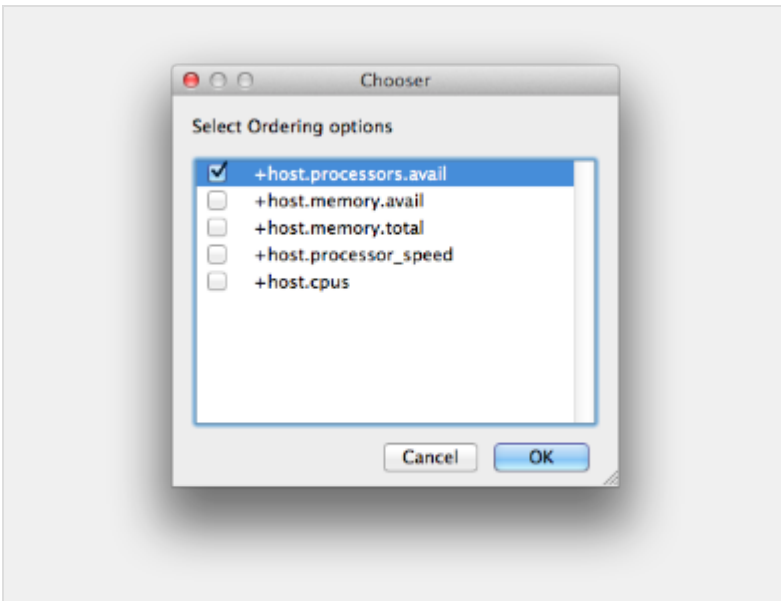 Chooser
Select Ordering options
+host.processors.avail
+host.memory.avail
+host.memory.total
+host.processor_speed
+host.cpus
Cancel OK